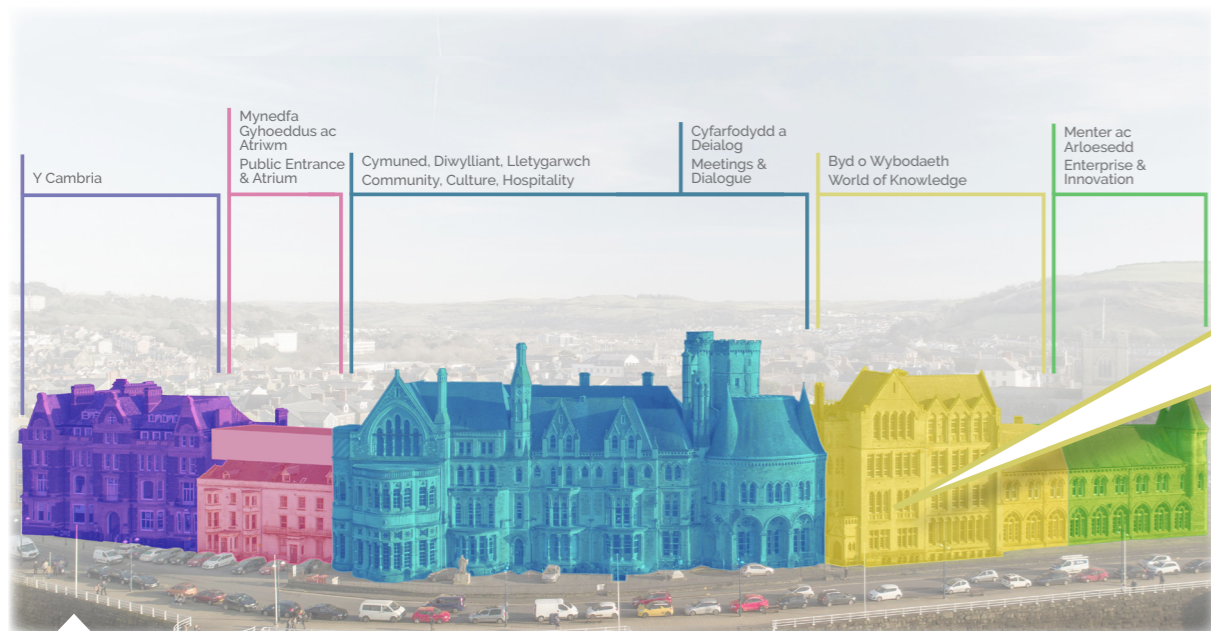 Y Cambria
Mynedfa
Gyhoeddus ac
Atriwm
Public Entrance
& Atrium
Cymuned, Diwylliant, Lletygarwch
Community, Culture, Hospitality
Cyfarfodydd a
Deialog
Meetings &
Dialogue
Byd o Wybodaeth
World of Knowledge
Menter ac
Arloesedd
Enterprise &
Innovation